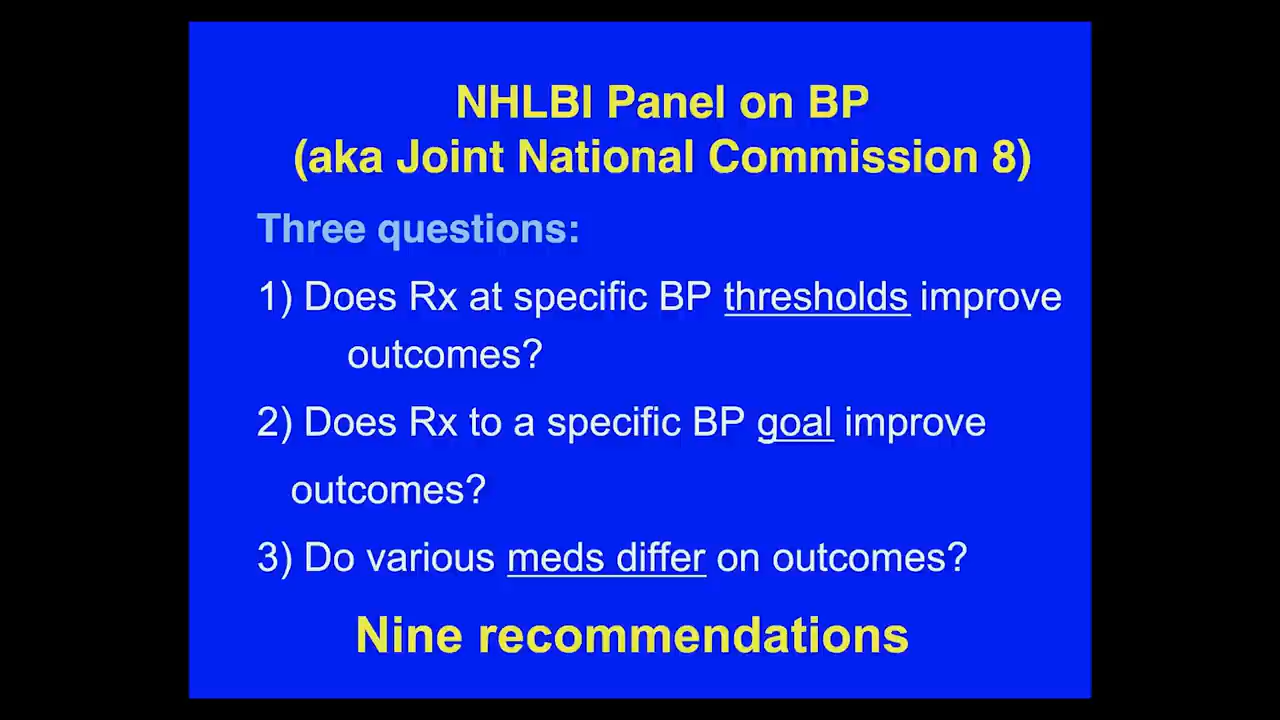 NHLBI Panel on BP
(aka Joint National Commission 8)
Three questions:
1) Does Rx at specific BP thresholds improve
outcomes?
2) Does Rx to a specific BP goal improve
outcomes?
3) Do various meds differ on outcomes?
Nine recommendations